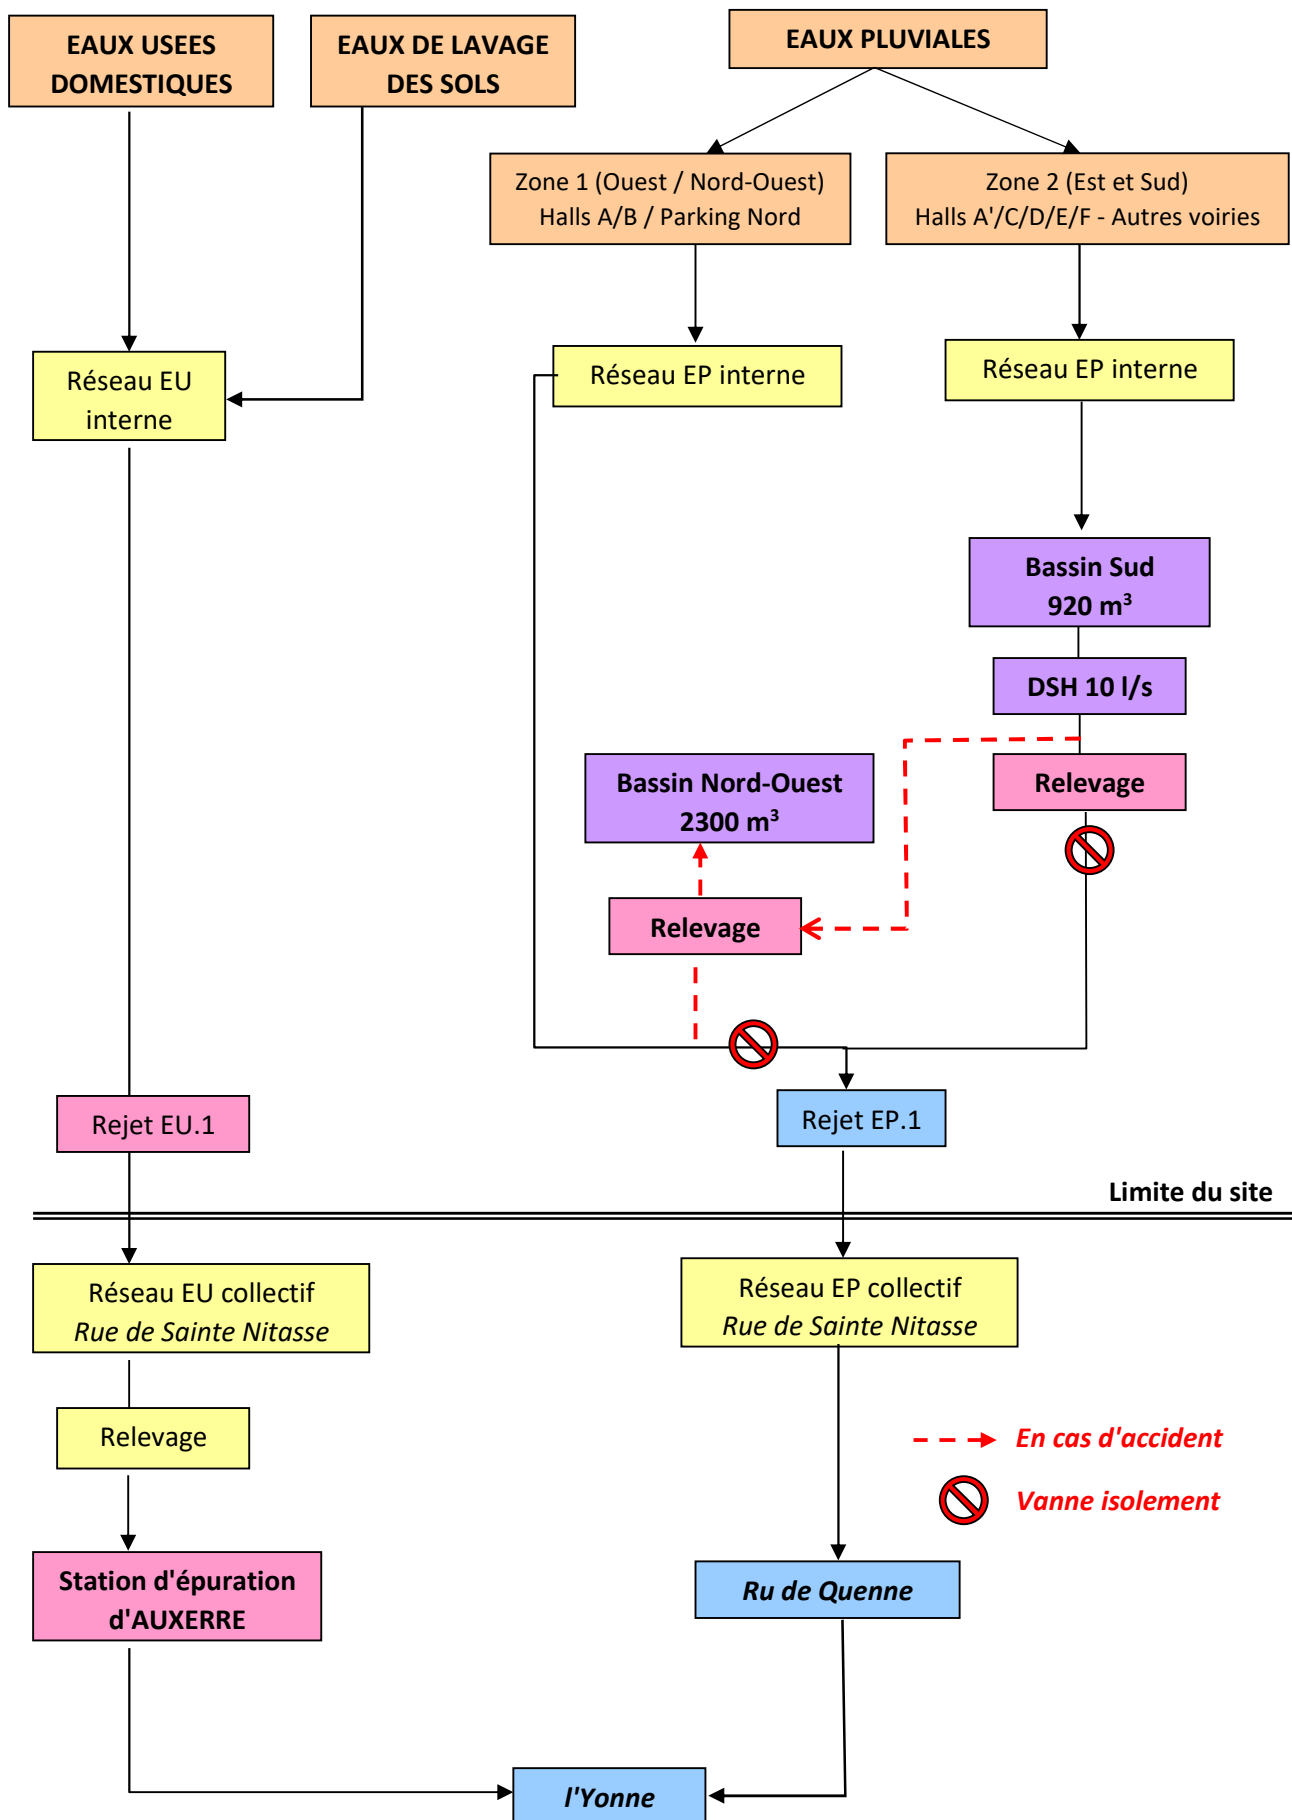 EAUX USEES
DOMESTIQUES
EAUX DE LAVAGE
DES SOLS
EAUX PLUVIALES
Zone 1 (Ouest / Nord-Ouest)
Halls A/B / Parking Nord
Zone 2 (Est et Sud)
Halls A'/C/D/E/F - Autres voiries
Réseau EU
interne
Réseau EP interne
Réseau EP interne
Bassin Sud
920 m³
DSH 10 l/s
Relevage
Bassin Nord-Ouest
2300 m³
Relevage
Rejet EU.1
Rejet EP.1
Limite du site
Réseau EU collectif
Rue de Sainte Nitasse
Réseau EP collectif
Rue de Sainte Nitasse
Relevage
En cas d'accident
Vanne isolement
Station d'épuration
d'AUXERRE
Ru de Quenne
l'Yonne